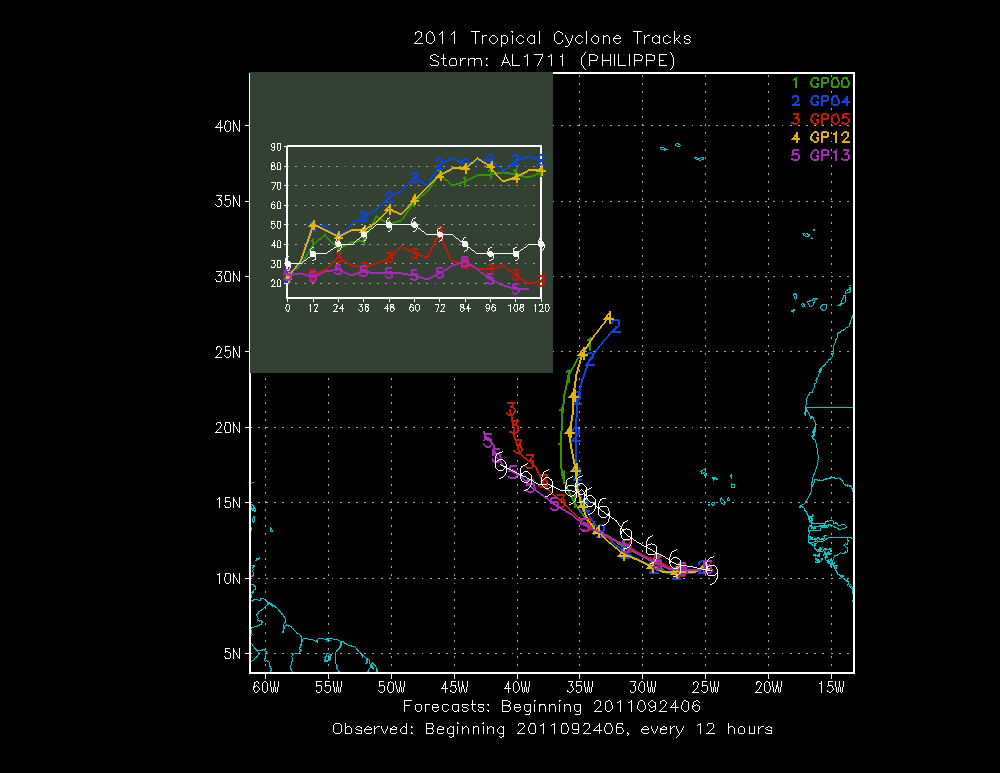 2011 Tropical Cyclone Tracks
Storm: AL1711 (PHILIPPE)
1 GP00
2 GP04
3 GP05
4 GP12
5 GP13
40N
35N
30N
25N
20N
15N
10N
5N
90
80
70
60
50
40
30
20
0 12 24 36 48 60 72 84 96 108 120
60W 55W 50W 45W 40W 35W 30W 25W 20W 15W
Forecasts: Beginning 2011092406
Observed: Beginning 2011092406, every 12 hours